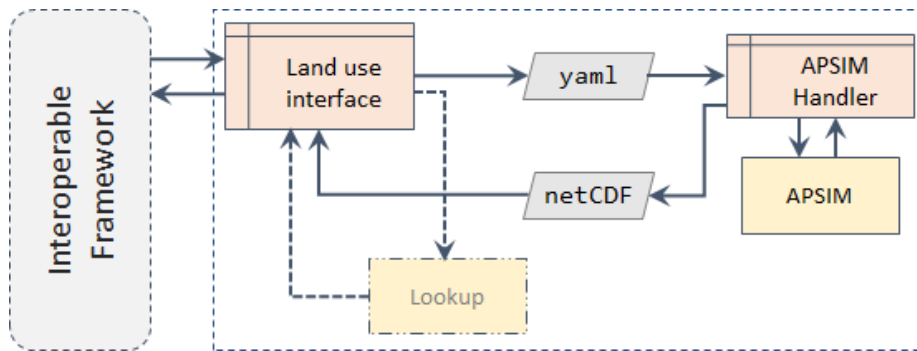 Interoperable
Framework
Land use
interface
yaml
APSIM
Handler
netCDF
APSIM
Lookup